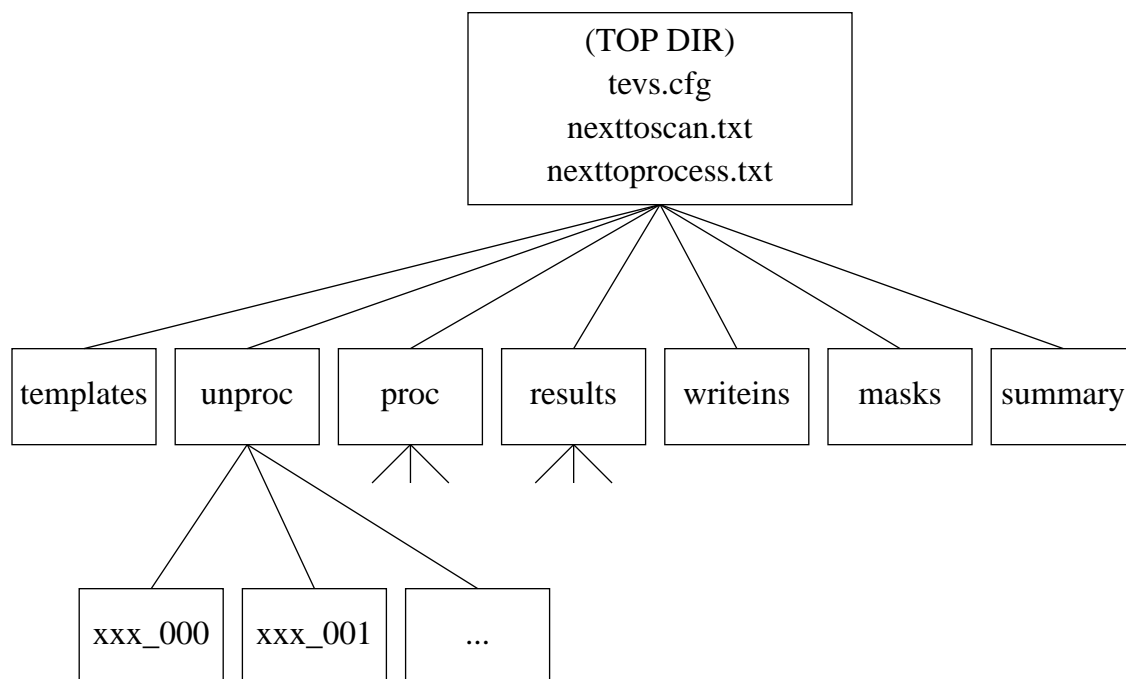 (TOP DIR)
tevs.cfg
nexttoscan.txt
nexttoprocess.txt
templates
unproc
proc
results
writeins
masks
summary
xxx_000
xxx_001
...